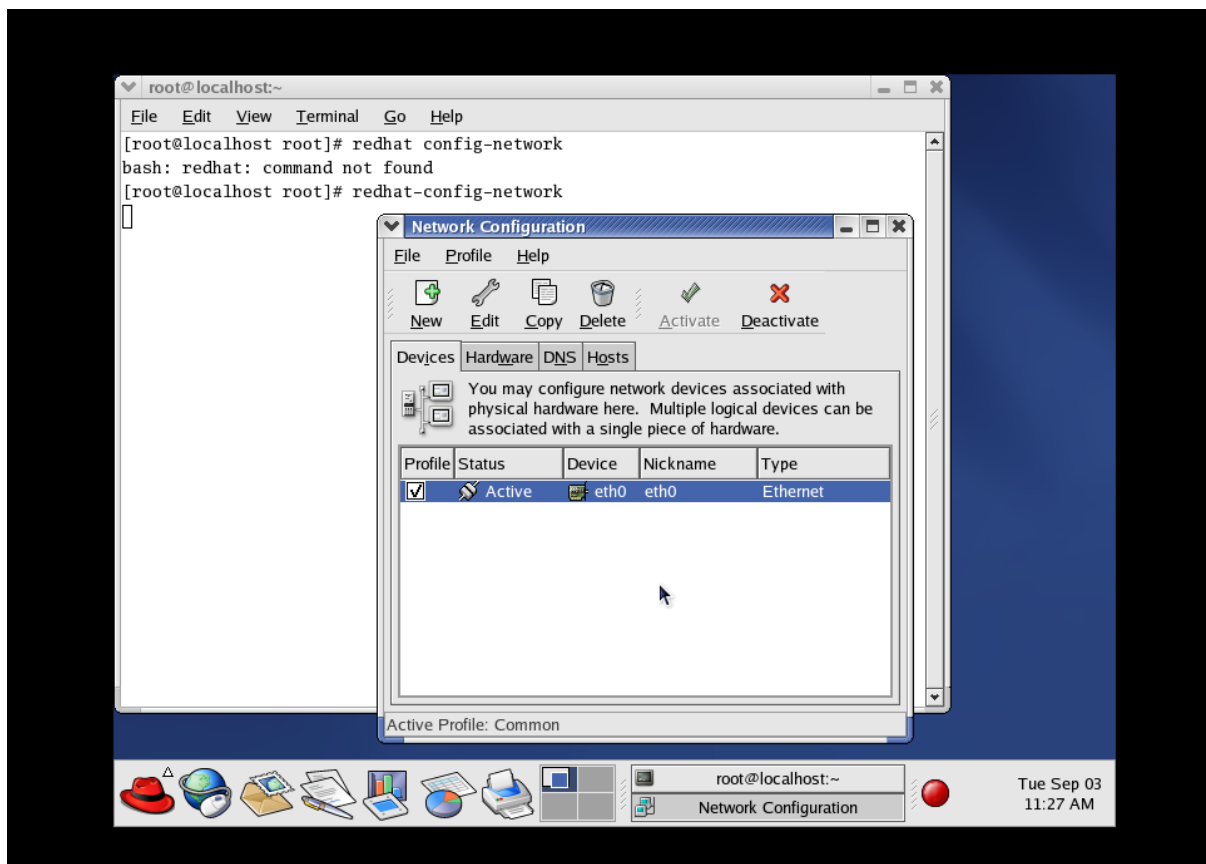 root@localhost:~
File Edit View Terminal Go Help
[root@localhost root]# redhat config-network
bash: redhat: command not found
[root@localhost root]# redhat-config-network
Network Configuration
File Profile Help
New Edit Copy Delete Activate Deactivate
Devices Hardware DNS Hosts
You may configure network devices associated with
physical hardware here. Multiple logical devices can be
associated with a single piece of hardware.
Profile Status Device Nickname Type
Active eth0 eth0 Ethernet
Active Profile: Common
root@localhost:~
Network Configuration
Tue Sep 03
11:27 AM